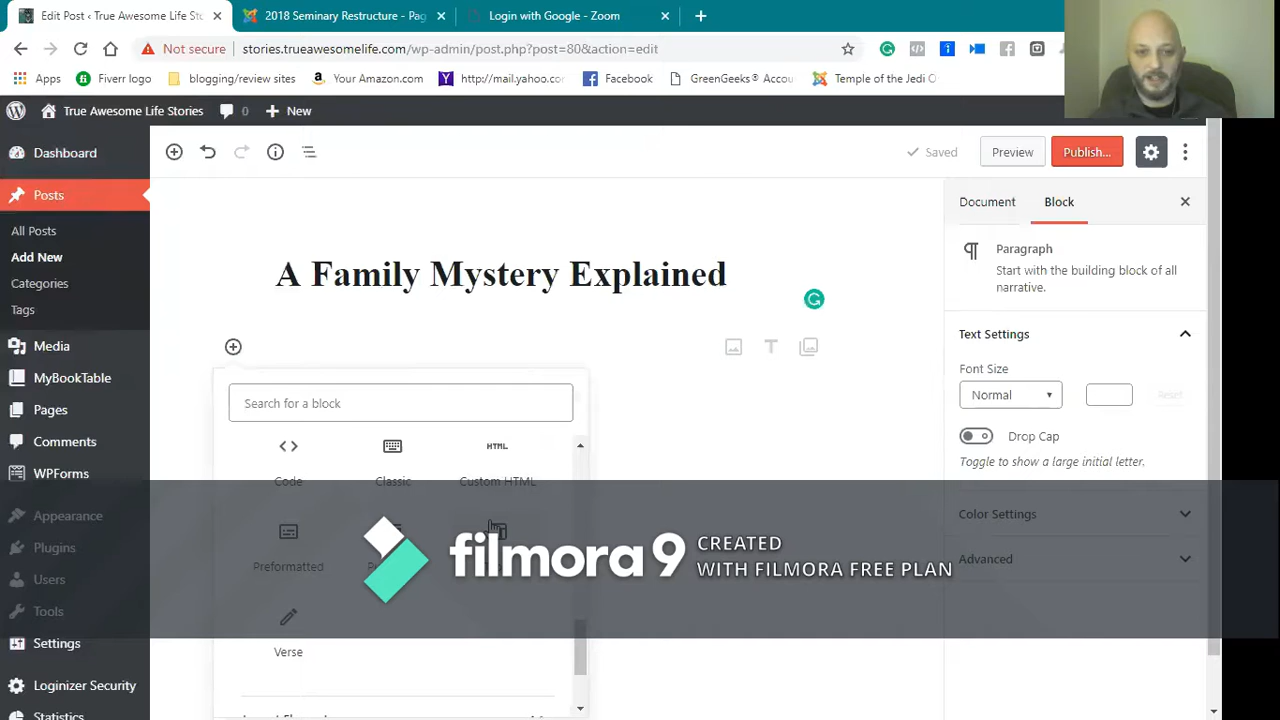 Edit Post ‹ True Awesome Life Sto
2018 Seminary Restructure - Pag
Login with Google - Zoom
Not secure
stories.trueawesomelife.com/wp-admin/post.php?post=80&action=edit
Apps
Fiverr logo
blogging/review sites
Your Amazon.com
http://mail.yahoo.co
Facebook
GreenGeeks® Accou
Temple of the Jedi O
True Awesome Life Stories
0
New
Dashboard
Saved
Preview
Publish...
Posts
Document
Block
All Posts
Add New
Categories
Tags
Paragraph
Start with the building block of all
narrative.
A Family Mystery Explained
Media
MyBookTable
Pages
Comments
WPForms
Appearance
Plugins
Users
Tools
Settings
Loginizer Security
Statistics
Text Settings
Font Size
Normal
Reset
Drop Cap
Toggle to show a large initial letter.
Color Settings
Advanced
Search for a block
Code
Classic
HTML
Custom HTML
Preformatted
Verse
filmora9
CREATED
WITH FILMORA FREE PLAN